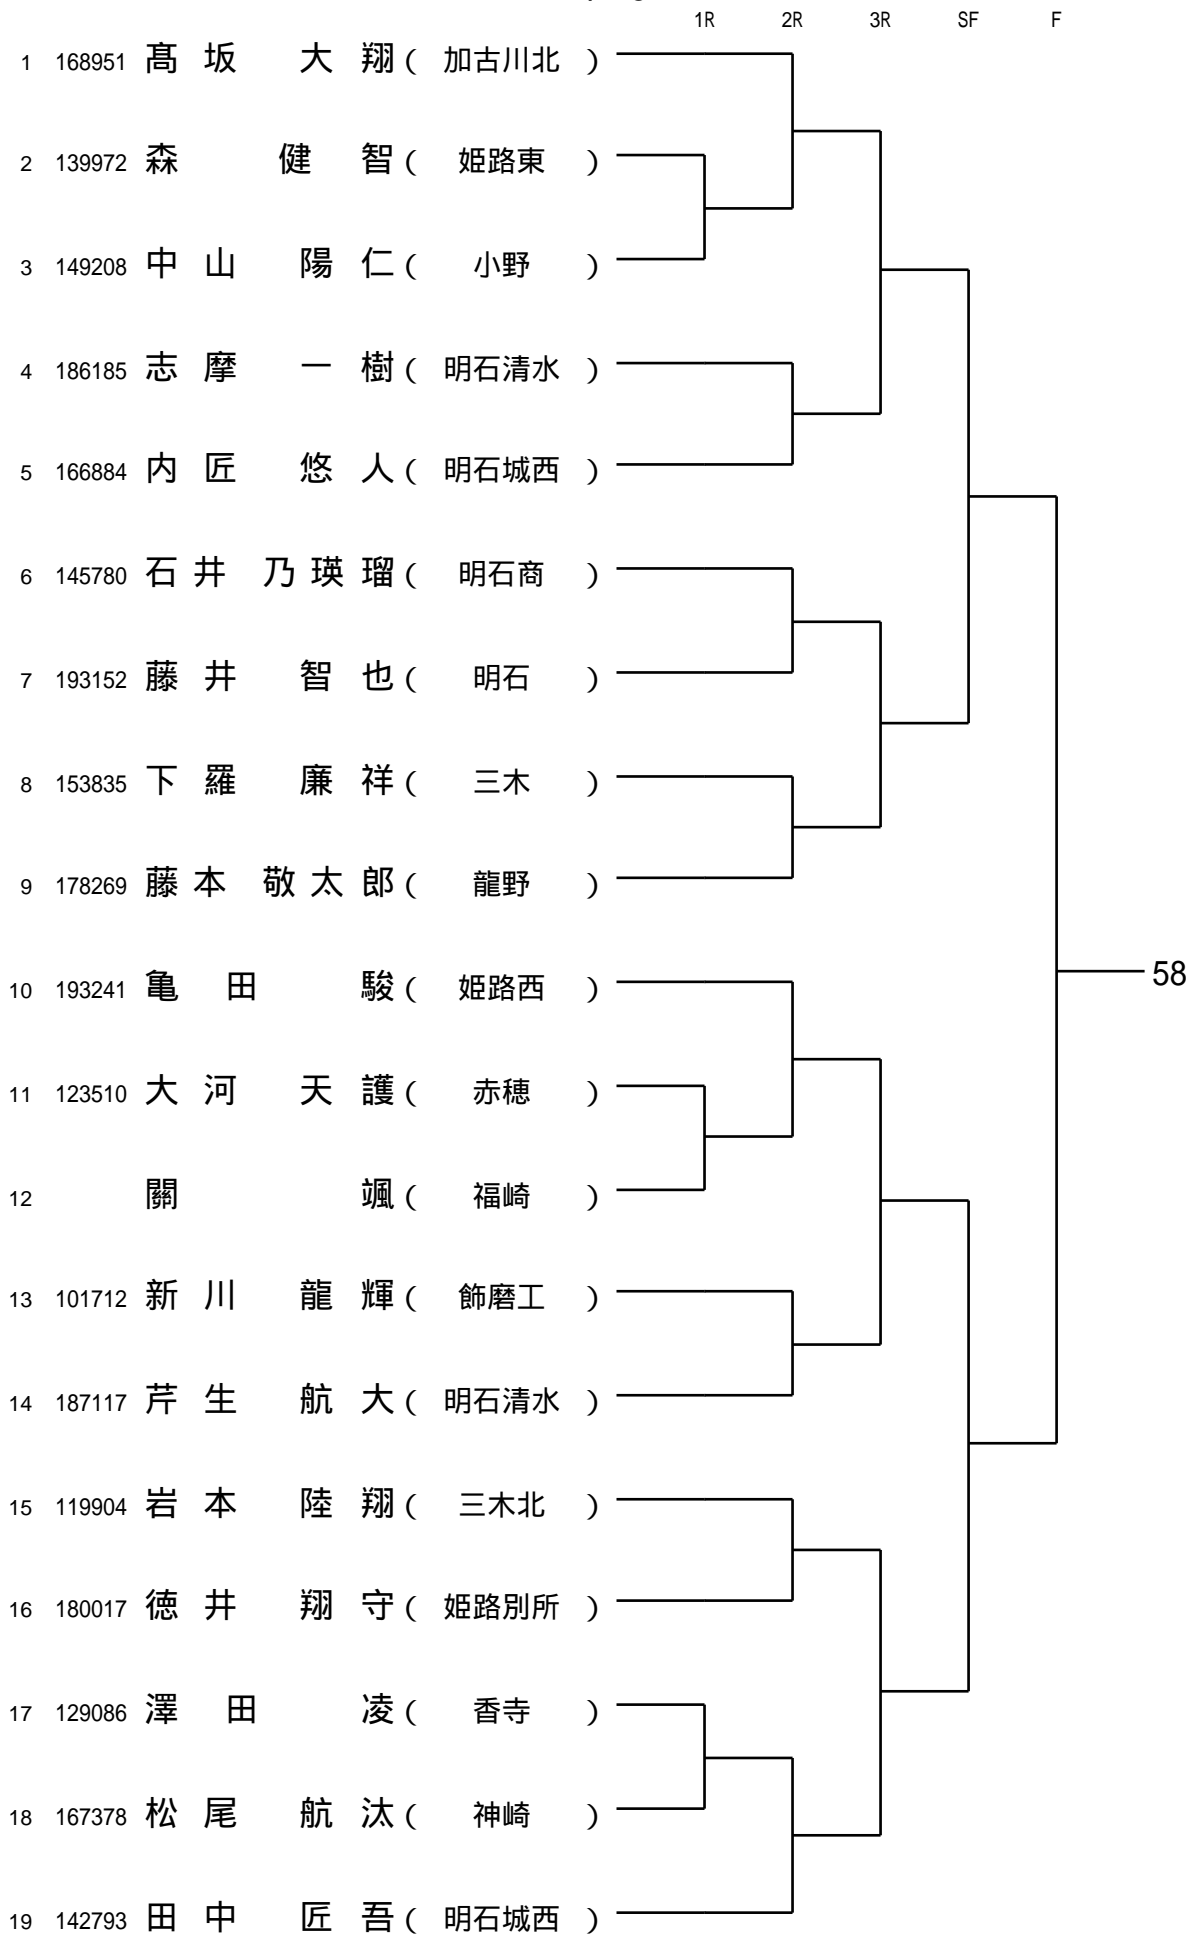 1R 2R 3R SF F
1 168951 髙坂 大翔 ( 加古川北 )
2 139972 森 健智 ( 姫路東 )
3 149208 中山 陽仁 ( 小野 )
4 186185 志摩 一樹 ( 明石清水 )
5 166884 内匠 悠人 ( 明石城西 )
6 145780 石井 乃瑛瑠 ( 明石商 )
7 193152 藤井 智也 ( 明石 )
8 153835 下羅 廉祥 ( 三木 )
9 178269 藤本 敬太郎 ( 龍野 )
58
10 193241 亀田 駿 ( 姫路西 )
11 123510 大河 天護 ( 赤穂 )
12 關 颯 ( 福崎 )
13 101712 新川 龍輝 ( 飾磨工 )
14 187117 芹生 航大 ( 明石清水 )
15 119904 岩本 陸翔 ( 三木北 )
16 180017 徳井 翔守 ( 姫路別所 )
17 129086 澤田 凌 ( 香寺 )
18 167378 松尾 航汰 ( 神崎 )
19 142793 田中 匠吾 ( 明石城西 )